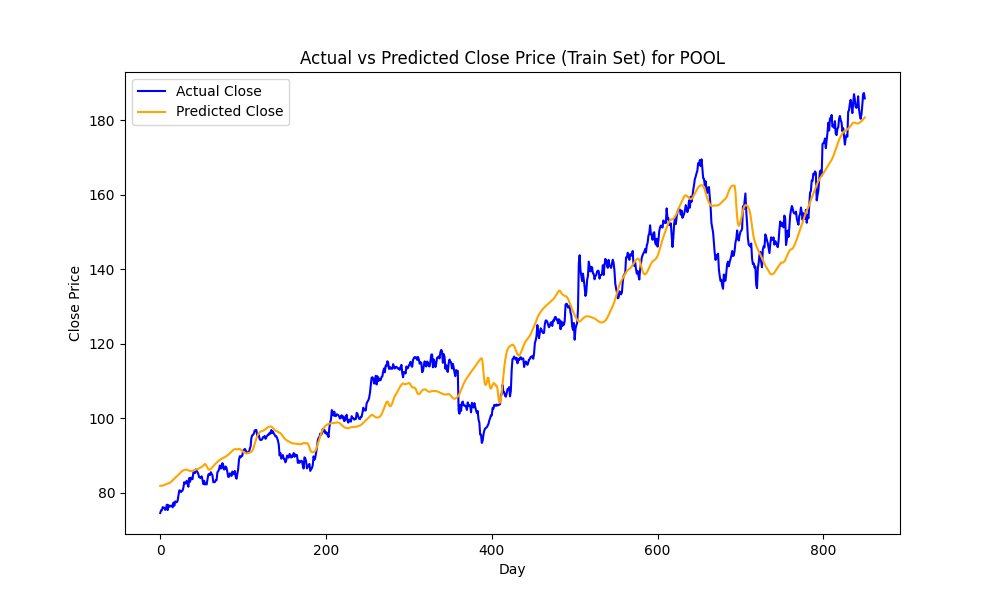 Actual vs Predicted Close Price (Train Set) for POOL
Actual Close
Predicted Close
Close Price
180
160
140
120
100
80
0 200 400 600 800
Day